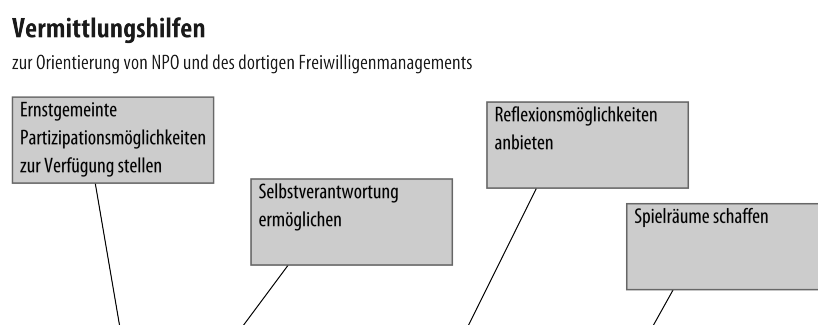 Vermittlungshilfen
zur Orientierung von NPO und des dortigen Freiwilligenmanagements
Ernstgemeinte
Partizipationsmöglichkeiten
zur Verfügung stellen
Selbstverantwortung
ermöglichen
Reflexionsmöglichkeiten
anbieten
Spielräume schaffen